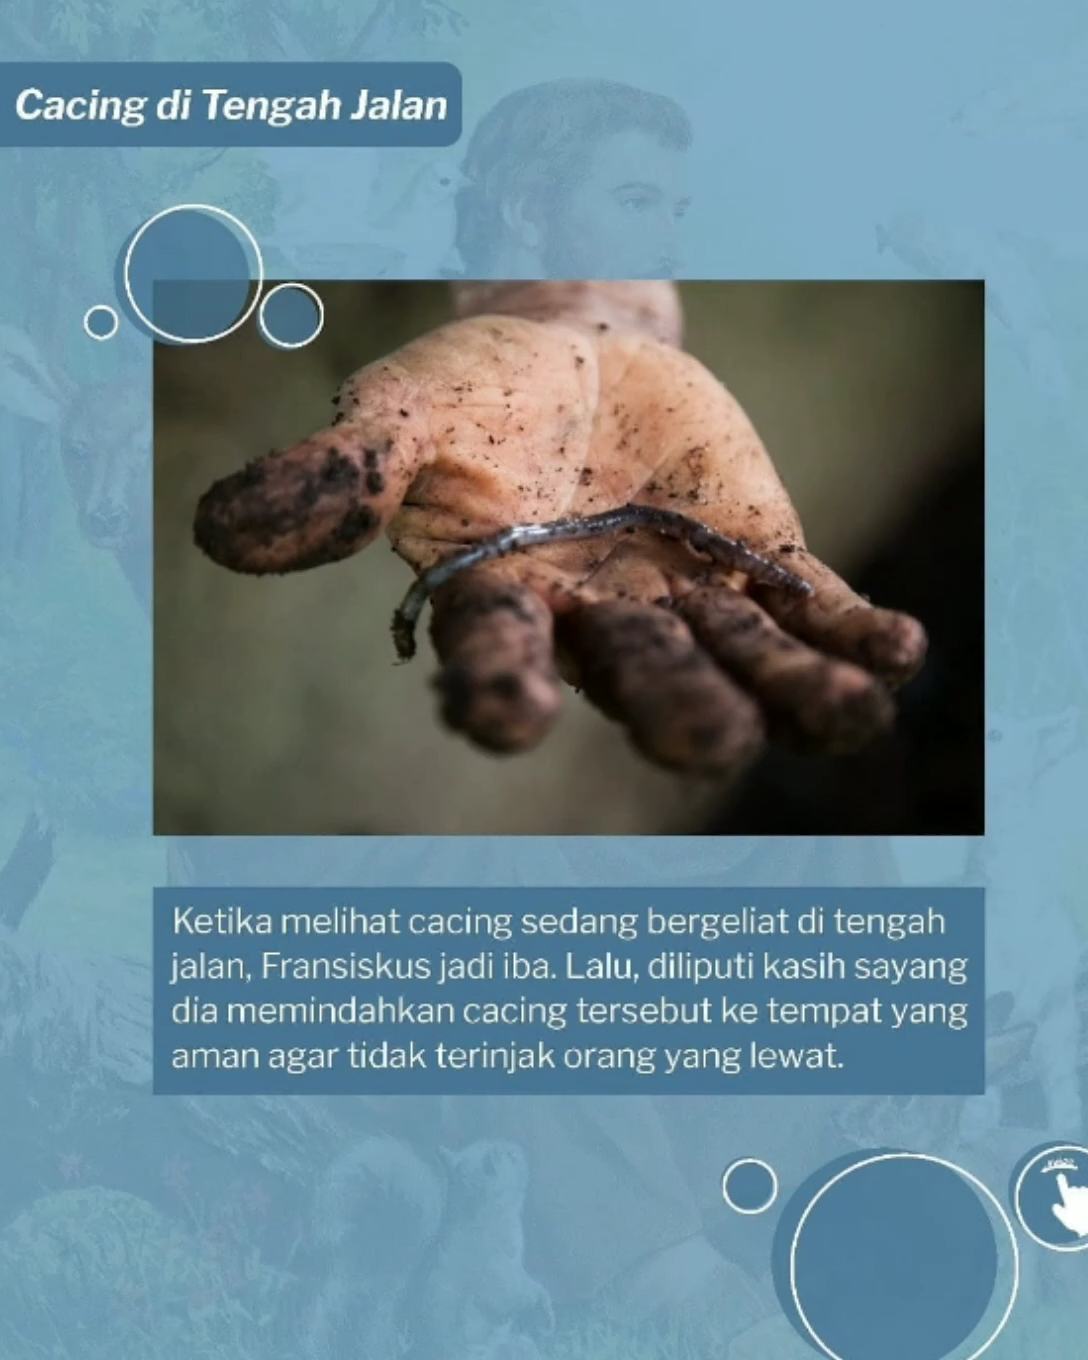 Cacing di Tengah Jalan
Ketika melihat cacing sedang bergeliat di tengah
jalan, Fransiskus jadi iba. Lalu, diliputi kasih sayang
dia memindahkan cacing tersebut ke tempat yang
aman agar tidak terinjak orang yang lewat.